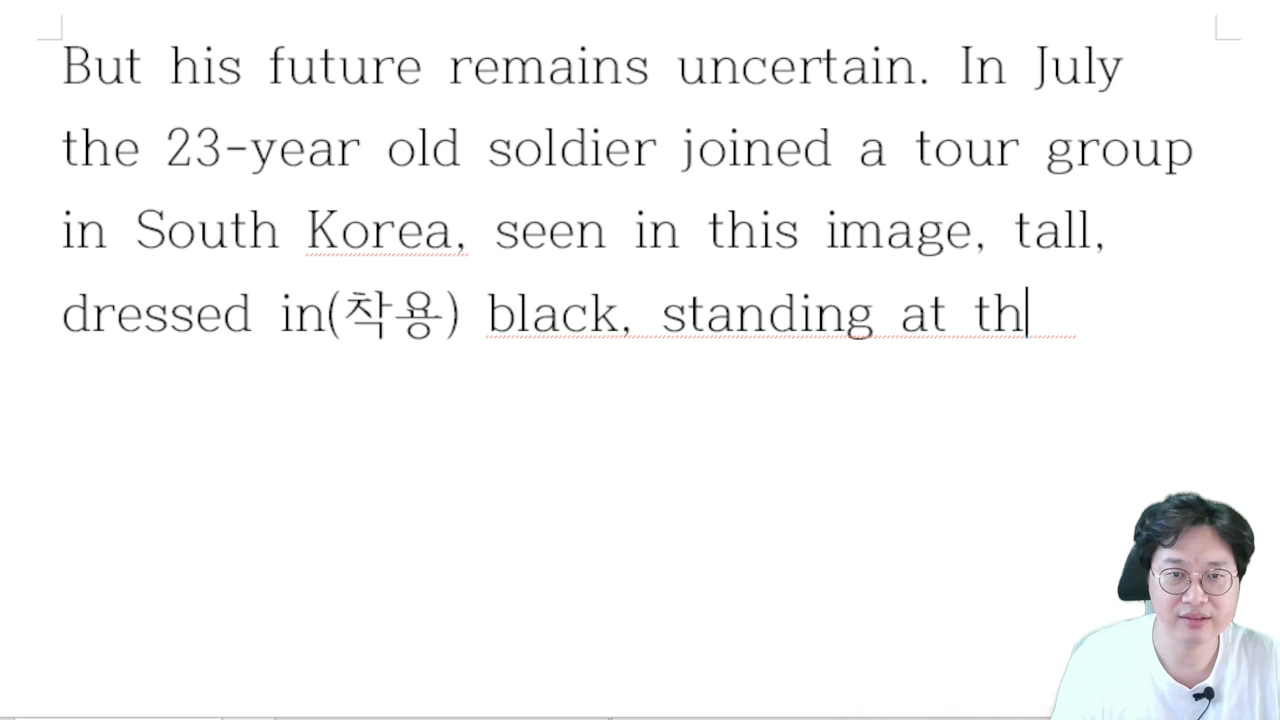 But his future remains uncertain. In July
the 23-year old soldier joined a tour group
in South Korea, seen in this image, tall,
dressed in(착용) black, standing at th